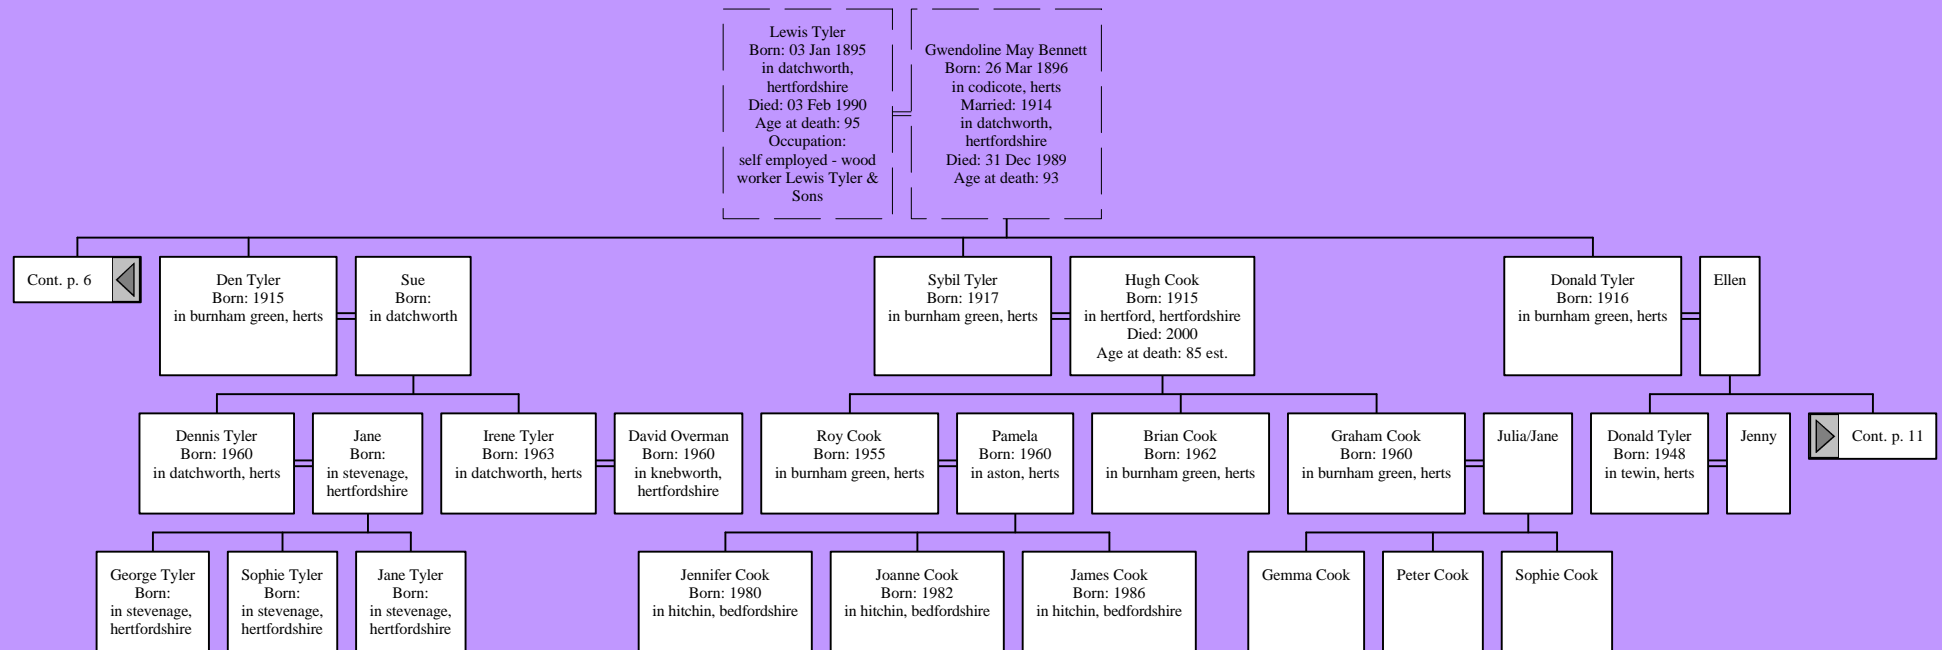 Lewis Tyler
Born: 03 Jan 1895
in datchworth,
hertfordshire
Died: 03 Feb 1990
Age at death: 95
Occupation:
self employed - wood
worker Lewis Tyler &
Sons
Gwendoline May Bennett
Born: 26 Mar 1896
in codicote, herts
Married: 1914
in datchworth,
hertfordshire
Died: 31 Dec 1989
Age at death: 93
Cont. p. 6
Den Tyler
Born: 1915
in burnham green, herts
Sue
Born:
in datchworth
Sybil Tyler
Born: 1917
in burnham green, herts
Hugh Cook
Born: 1915
in hertford, hertfordshire
Died: 2000
Age at death: 85 est.
Donald Tyler
Born: 1916
in burnham green, herts
Ellen
Dennis Tyler
Born: 1960
in datchworth, herts
Jane
Born:
in stevenage,
hertfordshire
Irene Tyler
Born: 1963
in datchworth, herts
David Overman
Born: 1960
in knebworth,
hertfordshire
Roy Cook
Born: 1955
in burnham green, herts
Pamela
Born: 1960
in aston, herts
Brian Cook
Born: 1962
in burnham green, herts
Graham Cook
Born: 1960
in burnham green, herts
Julia/Jane
Donald Tyler
Born: 1948
in tewin, herts
Jenny
Cont. p. 11
George Tyler
Born:
in stevenage,
hertfordshire
Sophie Tyler
Born:
in stevenage,
hertfordshire
Jane Tyler
Born:
in stevenage,
hertfordshire
Jennifer Cook
Born: 1980
in hitchin, bedfordshire
Joanne Cook
Born: 1982
in hitchin, bedfordshire
James Cook
Born: 1986
in hitchin, bedfordshire
Gemma Cook
Peter Cook
Sophie Cook